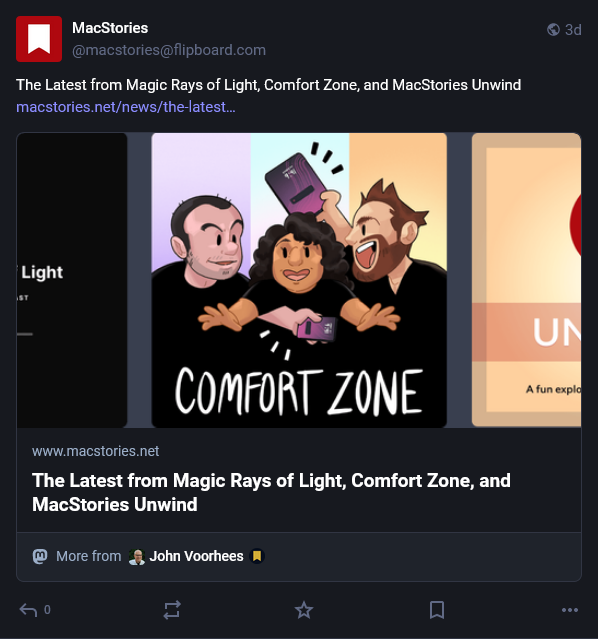 MacStories
@macstories@flipboard.com
3d
The Latest from Magic Rays of Light, Comfort Zone, and MacStories Unwind
macstories.net/news/the-latest…
Light
AST
COMFORT ZONE
UN
A fun explo
www.macstories.net
The Latest from Magic Rays of Light, Comfort Zone, and
MacStories Unwind
More from John Voorhees
0